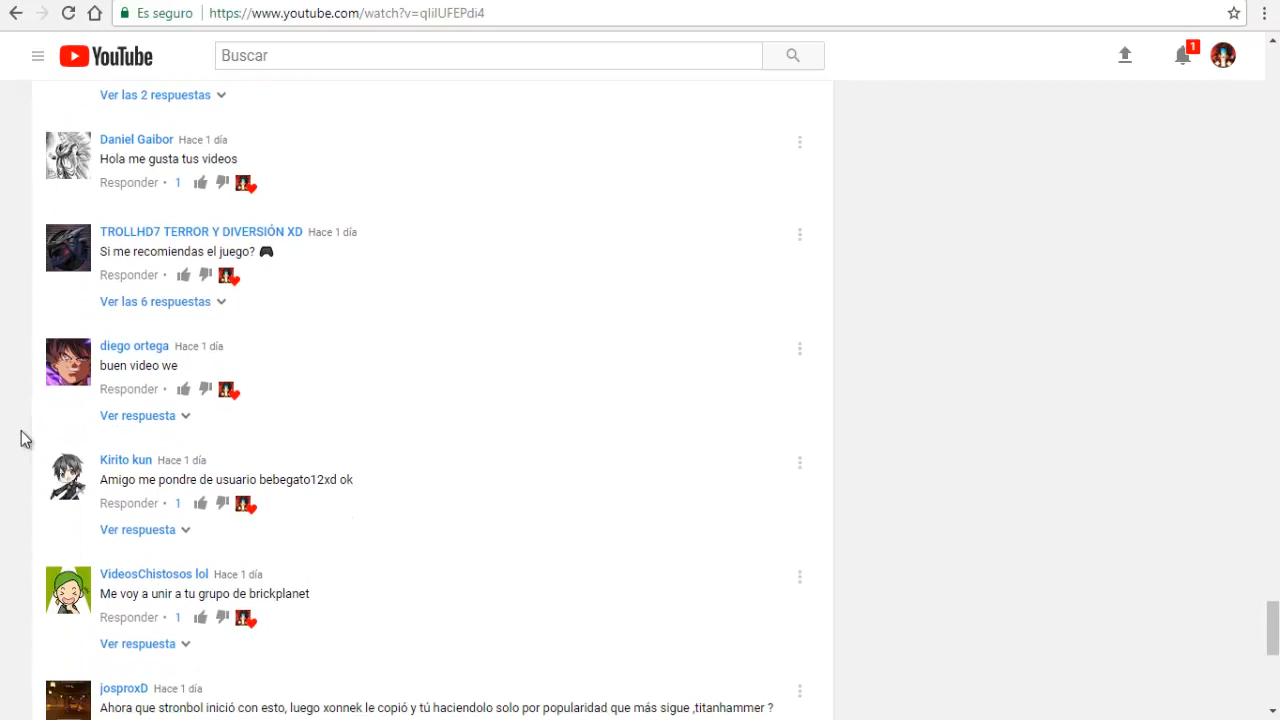 Es seguro https://www.youtube.com/watch?v=qIilUFEPdi4
YouTube
Buscar
1
Ver las 2 respuestas
Daniel Gaibor Hace 1 día
Hola me gusta tus videos
Responder • 1
TROLLHD7 TERROR Y DIVERSIÓN XD Hace 1 día
Si me recomiendas el juego? 🎮
Responder •
Ver las 6 respuestas
diego ortega Hace 1 día
buen video we
Responder •
Ver respuesta
Kirito kun Hace 1 día
Amigo me pondre de usuario bebegato12xd ok
Responder • 1
Ver respuesta
VideosChistosos lol Hace 1 día
Me voy a unir a tu grupo de brickplanet
Responder • 1
Ver respuesta
josproxD Hace 1 día
Ahora que stronbol inició con esto, luego xonnek le copió y tú haciendolo solo por popularidad que más sigue ,titanhammer ?